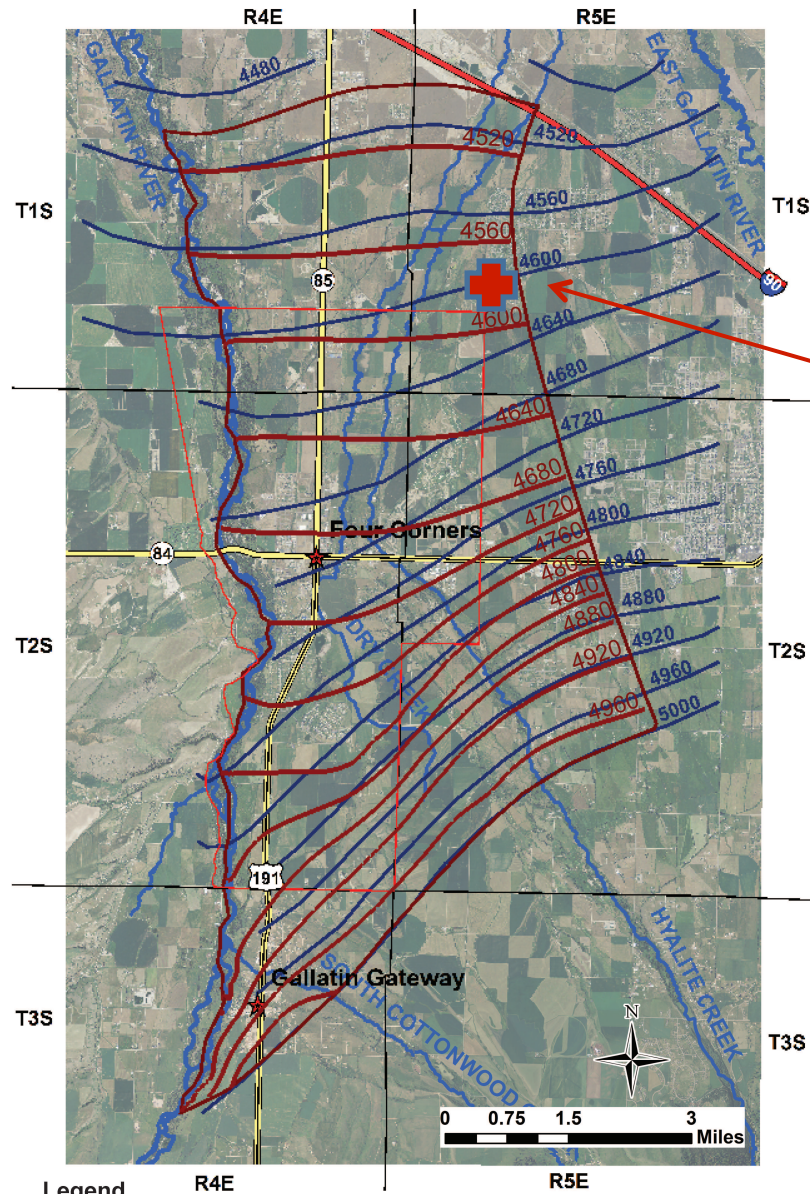 R4E
R5E
GALLATIN RIVER
EAST GALLATIN RIVER
4480
4520
4520
4560
T1S
T1S
4560
4600
85
90
4600
4640
4680
4640
4720
4680
4760
4720
4800
Four Corners
84
4760
4800
4840
4840
4880
4880
DRY CREEK
T2S
T2S
4920
4920
4960
4960
5000
191
HYALITE CREEK
Gallatin Gateway
SOUTH COTTONWOOD
T3S
T3S
N
0 0.75 1.5 3
Miles
R4E
R5E
Legend